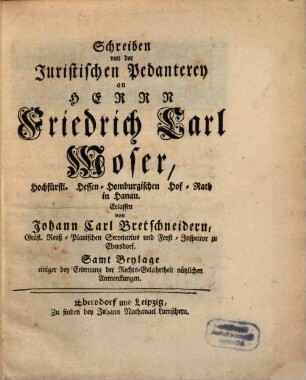 Schreiben
von der
Juristischen Pedanterey
an
HERRN
Friedrich Carl
Moser,
Hochfürstl. Hessen-Homburgischen Hof-Rath
in Hanau.
Erlassen
von
Johann Carl Bretschneidern,
Gräfl. Reuß-Plauischen Secretarius und Forst-Inspector zu
Ebersdorf.
Samt Beylage
einiger bey Erlernung der Rechts-Gelahrtheit nützlichen
Anmerkungen.
Ebersdorf und Leipzig,
Zu finden bey Johann Nathanael